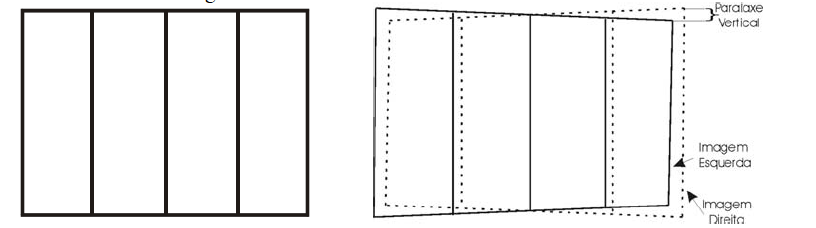 Paralaxe
Vertical
Imagem
Esquerda
Imagem
Direita